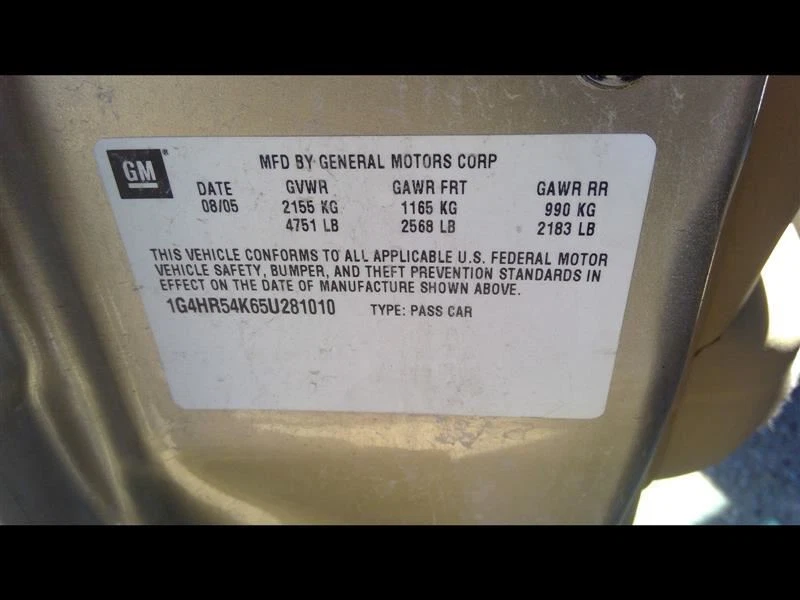 GM
MFD BY GENERAL MOTORS CORP
DATE GVWR GAWR FRT GAWR RR
08/05 2155 KG 1165 KG 990 KG
4751 LB 2568 LB 2183 LB
THIS VEHICLE CONFORMS TO ALL APPLICABLE U.S. FEDERAL MOTOR
VEHICLE SAFETY, BUMPER, AND THEFT PREVENTION STANDARDS IN
EFFECT ON THE DATE OF MANUFACTURE SHOWN ABOVE.
1G4HR54K65U281010 TYPE: PASS CAR